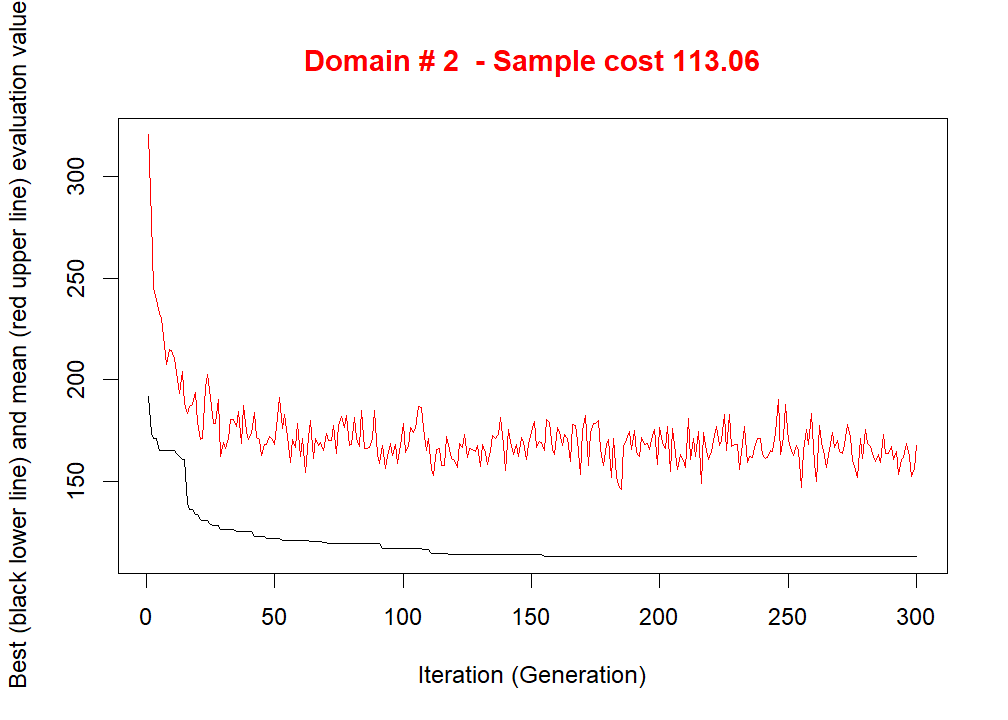 Domain # 2  - Sample cost 113.06
Best (black lower line) and mean (red upper line) evaluation value
300
250
200
150
0 50 100 150 200 250 300
Iteration (Generation)